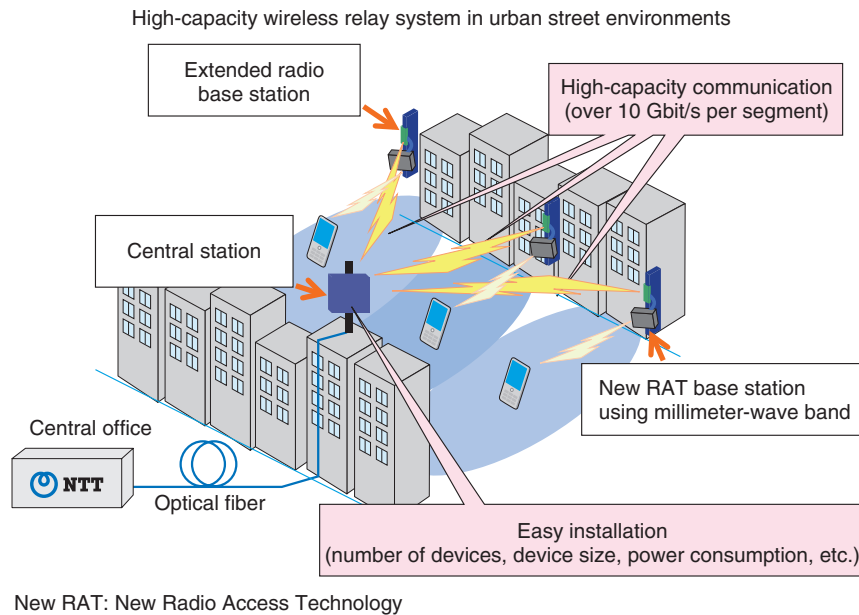 High-capacity wireless relay system in urban street environments
Extended radio
base station
High-capacity communication
(over 10 Gbit/s per segment)
Central station
New RAT base station
using millimeter-wave band
Central office
NTT
Optical fiber
Easy installation
(number of devices, device size, power consumption, etc.)
New RAT: New Radio Access Technology